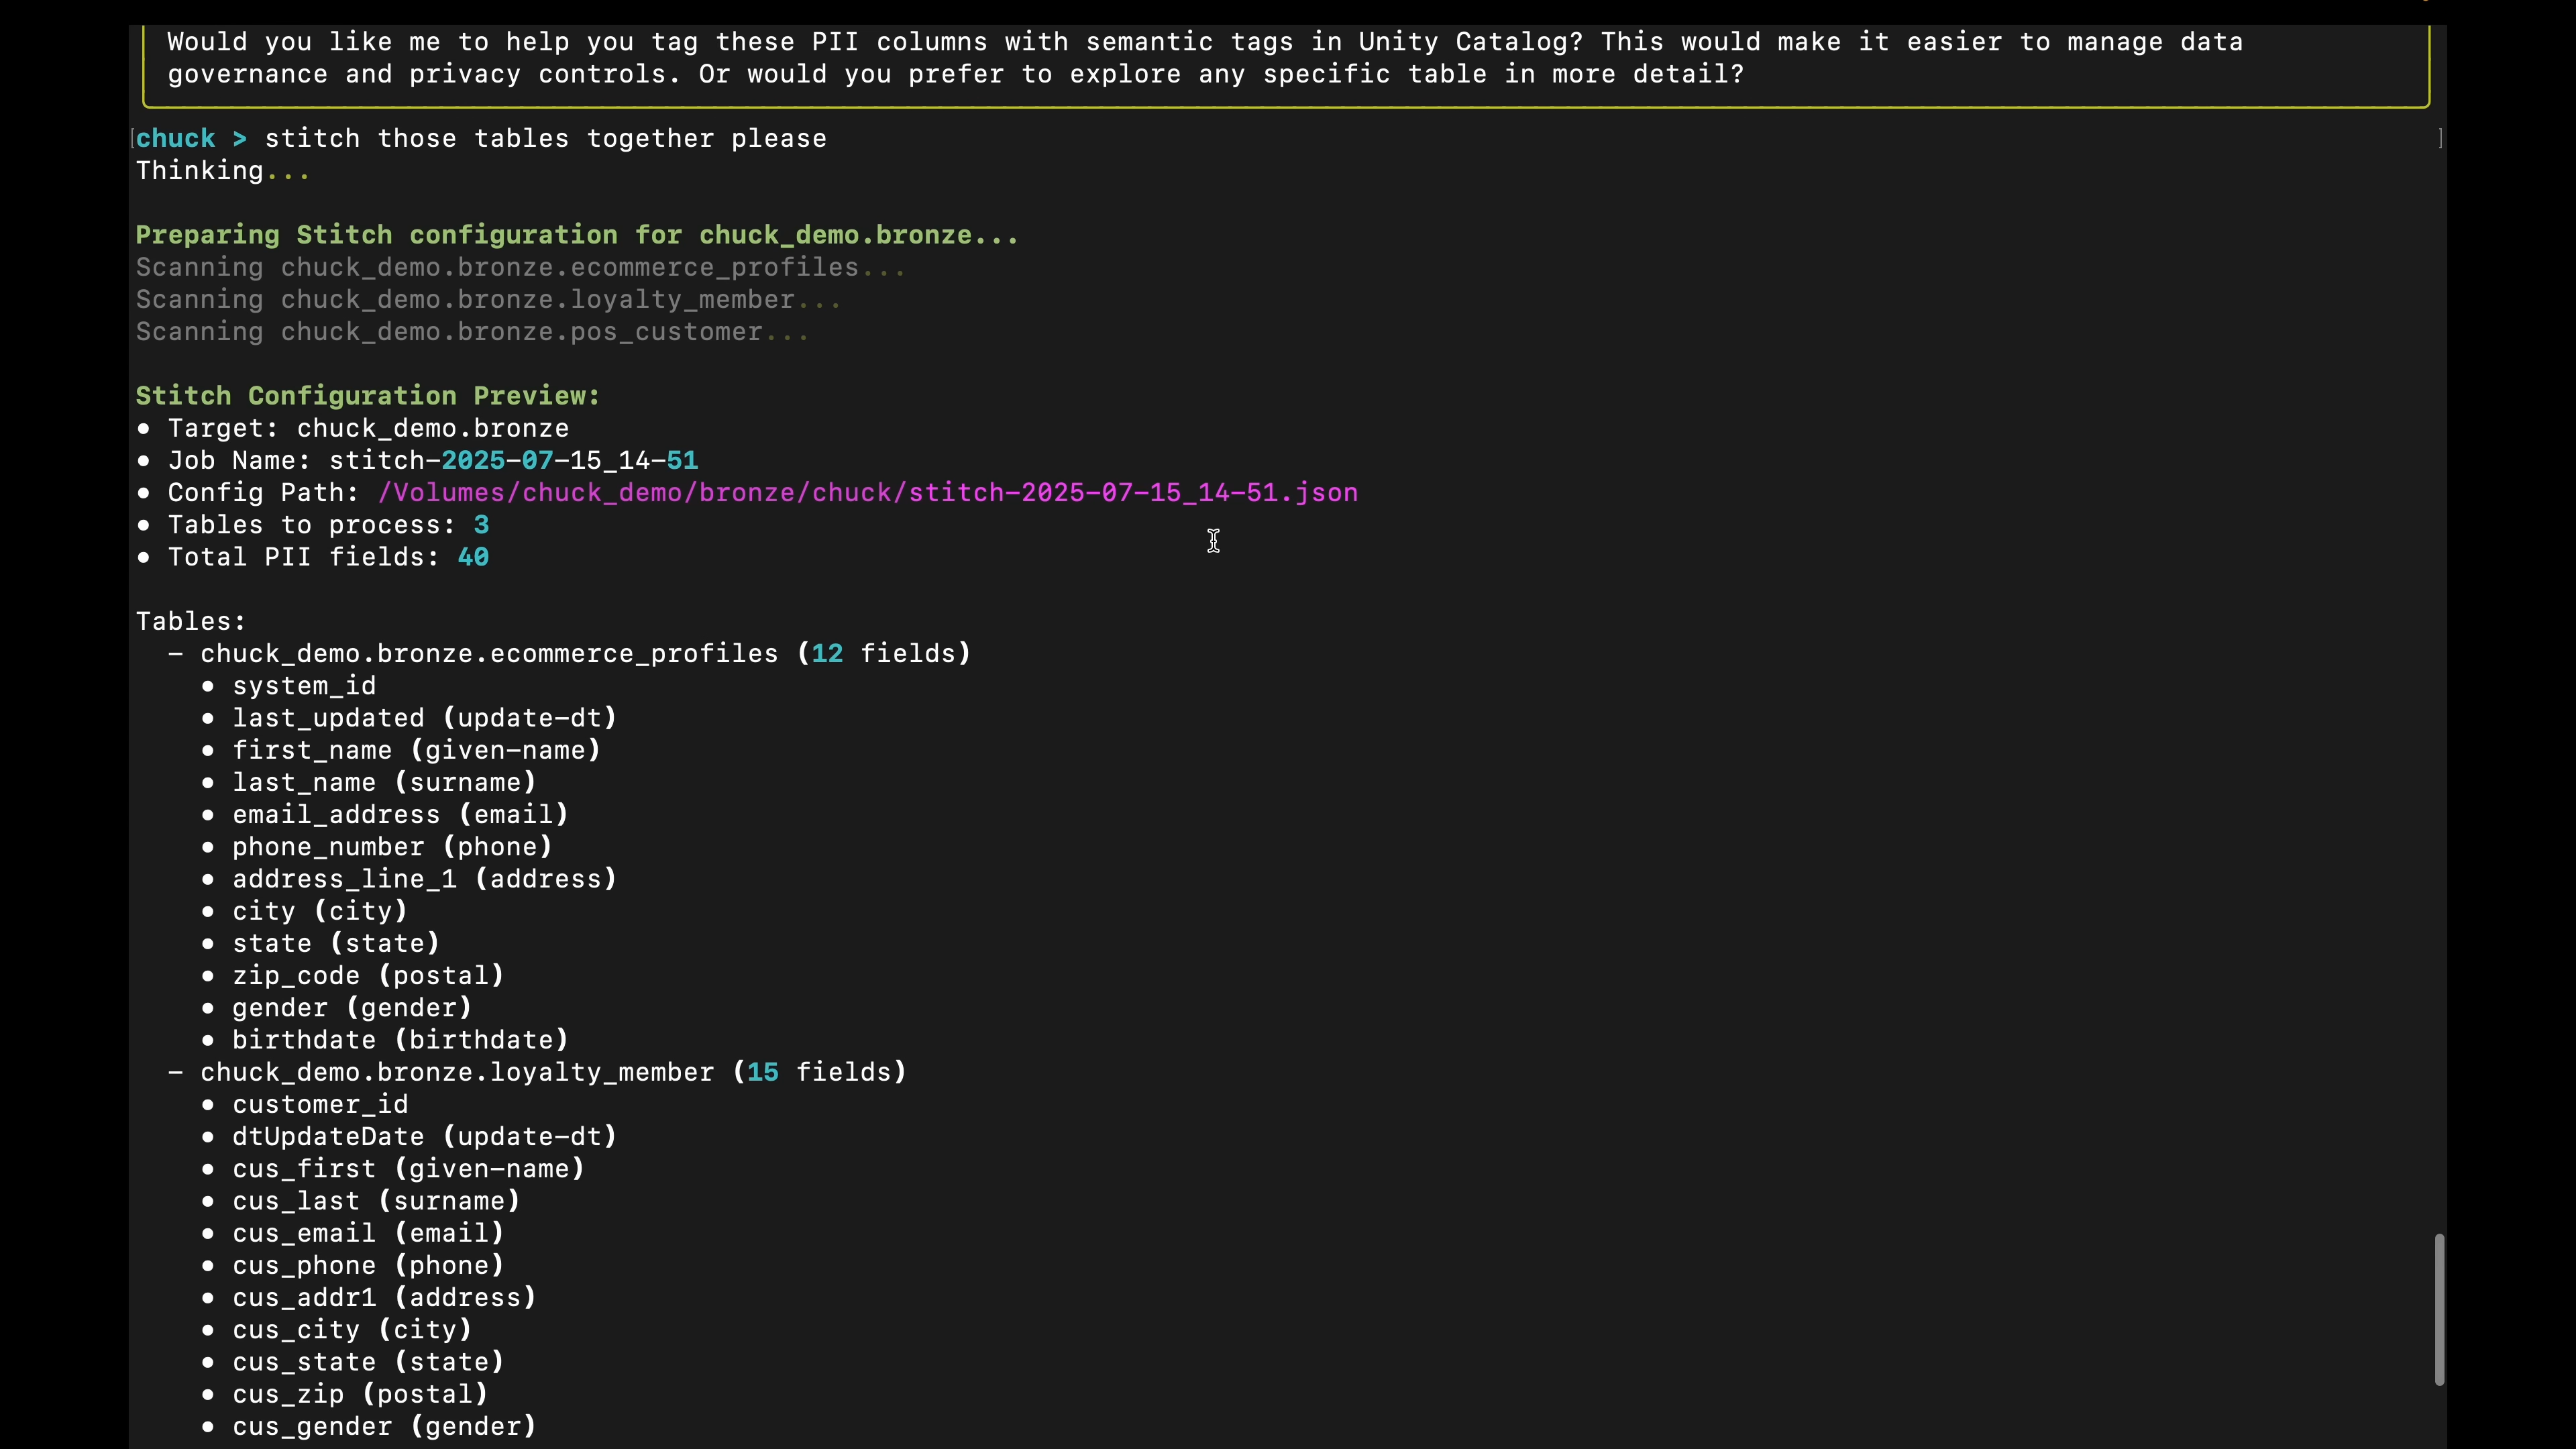 Would you like me to help you tag these PII columns with semantic tags in Unity Catalog? This would make it easier to manage data
governance and privacy controls. Or would you prefer to explore any specific table in more detail?
[chuck > stitch those tables together please ]
Thinking...
Preparing Stitch configuration for chuck_demo.bronze...
Scanning chuck_demo.bronze.ecommerce_profiles...
Scanning chuck_demo.bronze.loyalty_member...
Scanning chuck_demo.bronze.pos_customer...
Stitch Configuration Preview:
• Target: chuck_demo.bronze
• Job Name: stitch-2025-07-15_14-51
• Config Path: /Volumes/chuck_demo/bronze/chuck/stitch-2025-07-15_14-51.json
• Tables to process: 3
• Total PII fields: 40
Tables:
- chuck_demo.bronze.ecommerce_profiles (12 fields)
• system_id
• last_updated (update-dt)
• first_name (given-name)
• last_name (surname)
• email_address (email)
• phone_number (phone)
• address_line_1 (address)
• city (city)
• state (state)
• zip_code (postal)
• gender (gender)
• birthdate (birthdate)
- chuck_demo.bronze.loyalty_member (15 fields)
• customer_id
• dtUpdateDate (update-dt)
• cus_first (given-name)
• cus_last (surname)
• cus_email (email)
• cus_phone (phone)
• cus_addr1 (address)
• cus_city (city)
• cus_state (state)
• cus_zip (postal)
• cus_gender (gender)